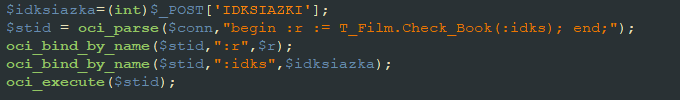 $idksiazka=(int)$_POST['IDKSIAZKI'];
$stid = oci_parse($conn,"begin :r := T_Film.Check_Book(:idks); end;");
oci_bind_by_name($stid,":r",$r);
oci_bind_by_name($stid,":idks",$idksiazka);
oci_execute($stid);